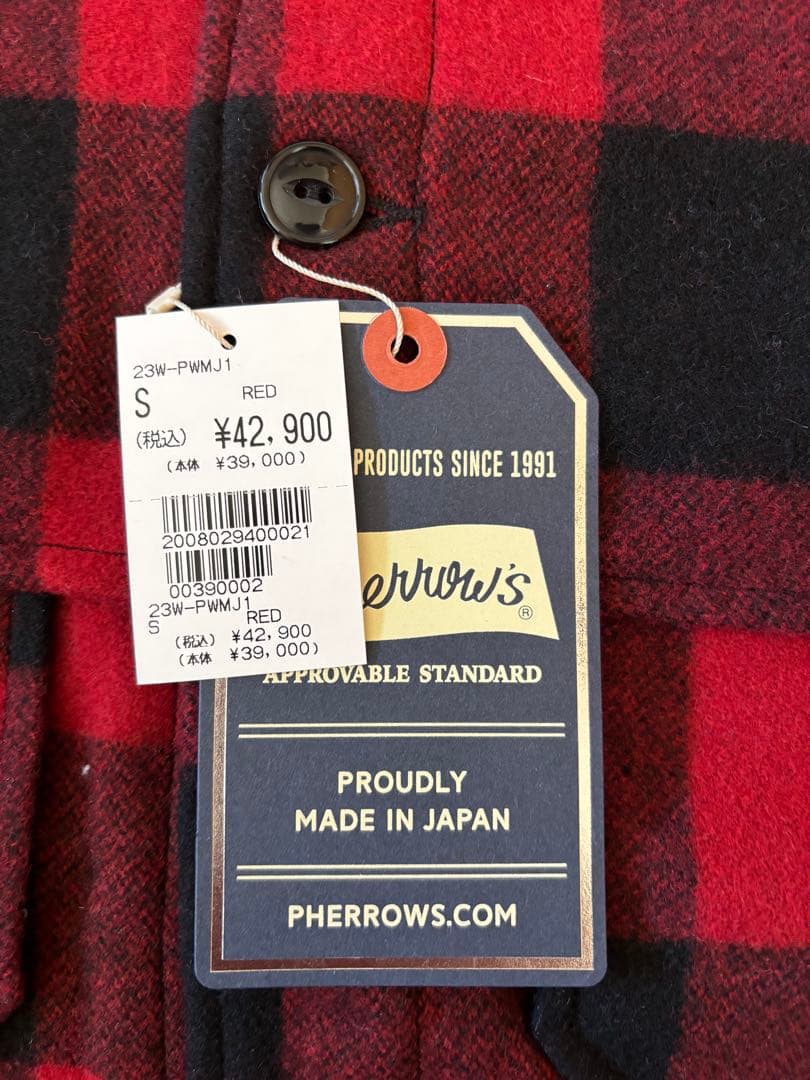 23W-PWMJ1
S RED
(税込) ¥42,900
(本体 ¥39,000)
2008029400021
00390002
23W-PWMJ1
S RED
(税込) ¥42,900
(本体 ¥39,000)
PRODUCTS SINCE 1991
errow's®
APPROVABLE STANDARD
PROUDLY
MADE IN JAPAN
PHERROWS.COM